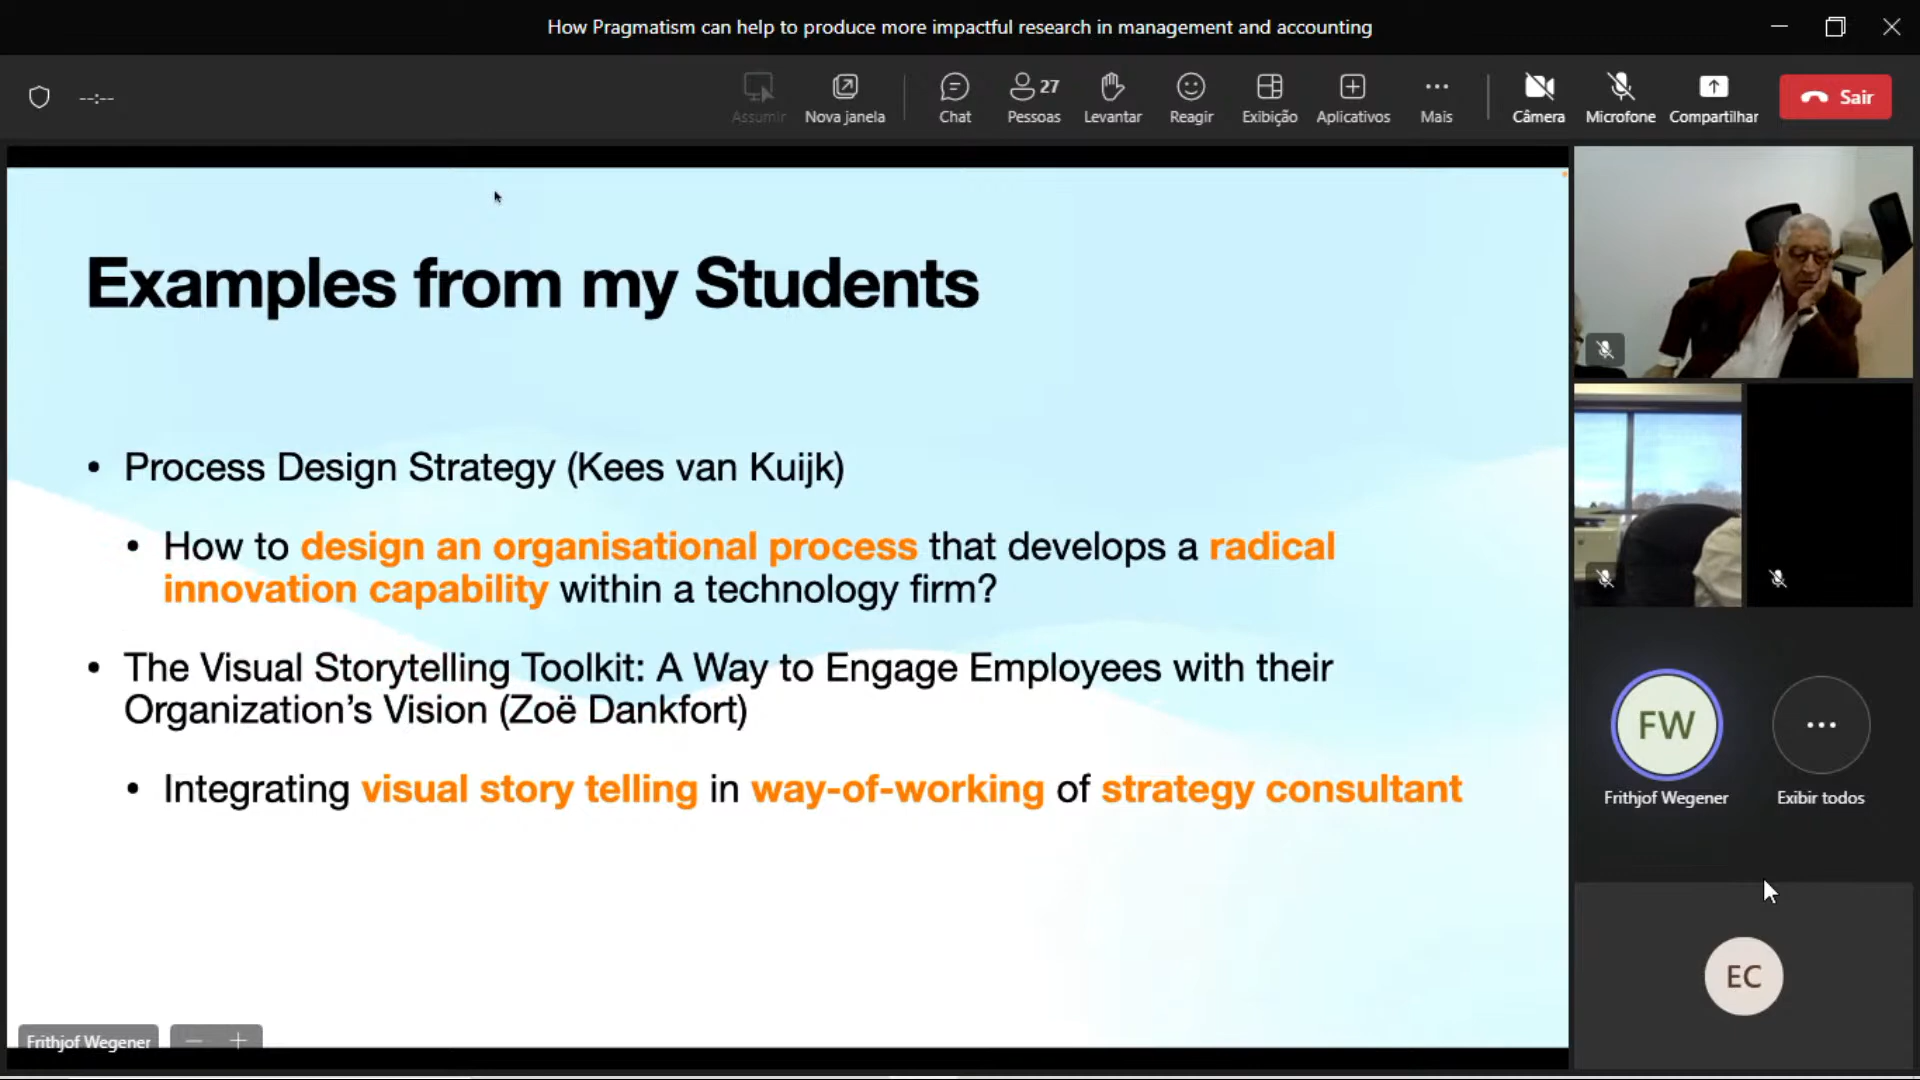 How Pragmatism can help to produce more impactful research in management and accounting
--:--
Assumir
Nova janela
Chat
27
Pessoas
Levantar
Reagir
Exibição
Aplicativos
Mais
Câmera
Microfone
Compartilhar
Sair
Examples from my Students
• Process Design Strategy (Kees van Kuijk)
• How to design an organisational process that develops a radical
innovation capability within a technology firm?
• The Visual Storytelling Toolkit: A Way to Engage Employees with their
Organization’s Vision (Zoë Dankfort)
• Integrating visual story telling in way-of-working of strategy consultant
Frithjof Wegener
FW
Frithjof Wegener
Exibir todos
EC